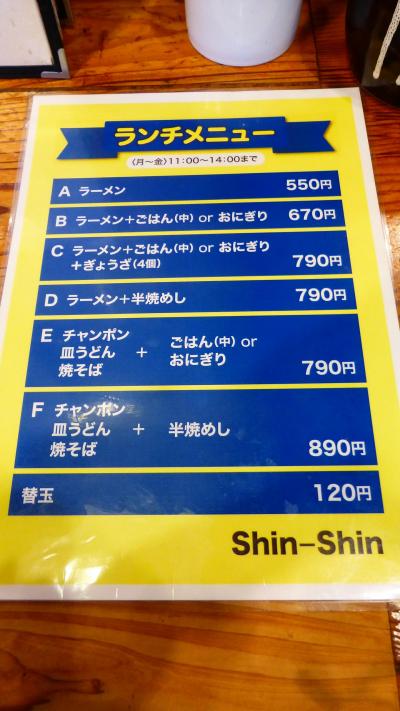 ランチメニュー
〈月〜金〉11:00〜14:00まで
A ラーメン 550円
B ラーメン+ごはん(中) or おにぎり 670円
C ラーメン+ごはん(中) or おにぎり
+ぎょうざ(4個) 790円
D ラーメン+半焼めし 790円
E チャンポン
皿うどん + ごはん(中) or
焼そば おにぎり 790円
F チャンポン
皿うどん + 半焼めし
焼そば 890円
替玉 120円
Shin-Shin